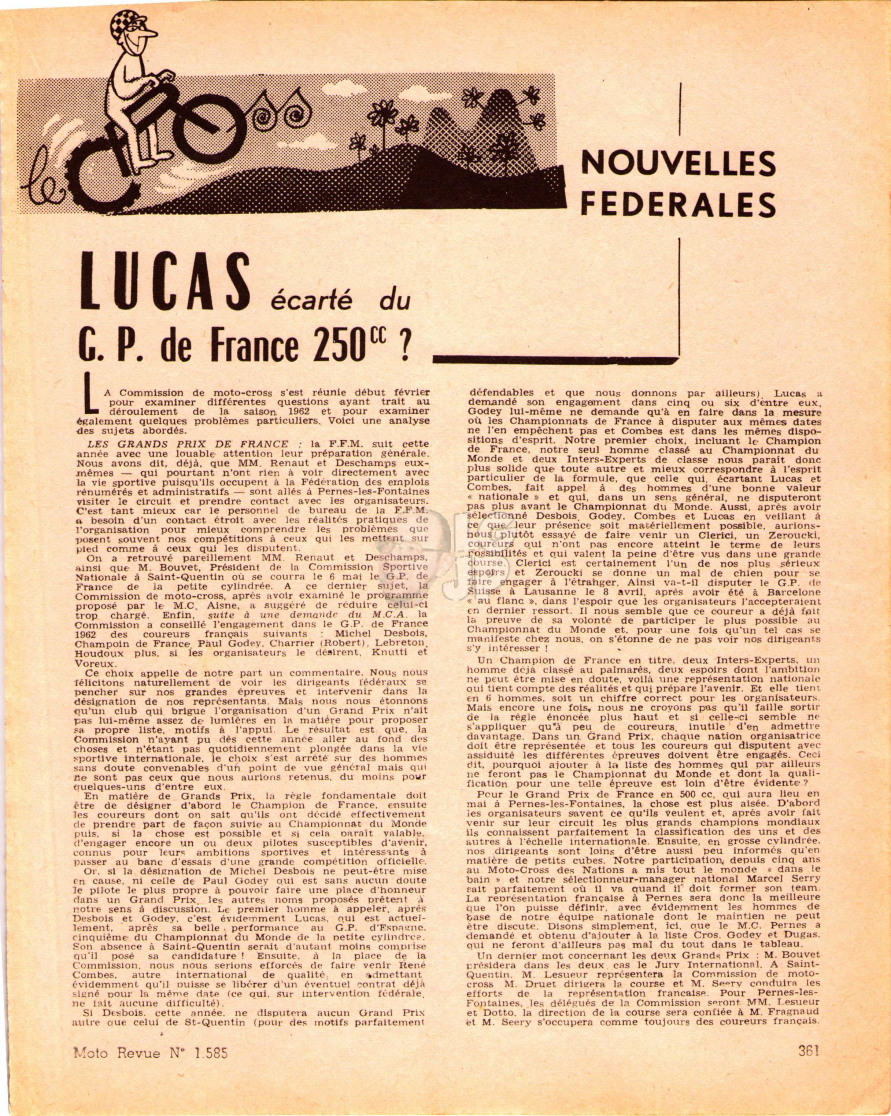 le
NOUVELLES
FEDERALES
LUCAS écarté du
G. P. de France 250cc ?
LA Commission de moto-cross s'est réunie début février
pour examiner différentes questions ayant trait au
déroulement de la saison 1962 et pour examiner
également quelques problèmes particuliers. Voici une analyse
des sujets abordés.
LES GRANDS PRIX DE FRANCE : la F.F.M. suit cette
année avec une louable attention leur préparation générale.
Nous avons dit, déjà, que MM. Renaut et Deschamps eux-
mêmes — qui pourtant n'ont rien à voir directement avec
la vie sportive puisqu'ils occupent à la Fédération des emplois
rénumérés et administratifs — sont allés à Pernes-les-Fontaines
visiter le circuit et prendre contact avec les organisateurs.
C'est tant mieux car le personnel de bureau de la F.F.M.
a besoin d'un contact étroit avec les réalités pratiques de
l'organisation pour mieux comprendre les problèmes que
posent souvent nos compétitions à ceux qui les mettent sur
pied comme à ceux qui les disputent.
On a retrouvé pareillement MM. Renaut et Deschamps,
ainsi que M. Bouvet, Président de la Commission Sportive
Nationale à Saint-Quentin où se courra le 6 mai le G.P. de
France de la petite cylindrée. A ce dernier sujet, la
Commission de moto-cross, après avoir examiné le programme
proposé par le M.C. Aisne, a suggéré de réduire celui-ci
trop chargé. Enfin, suite à une demande du M.C.A. la
Commission a conseillé l'engagement dans le G.P. de France
1962 des coureurs français suivants : Michel Desbois,
Champoin de France, Paul Godey, Charrier (Robert), Lebreton,
Houdoux plus, si les organisateurs le désirent, Knutti et
Voreux.
Ce choix appelle de notre part un commentaire. Nous nous
félicitons naturellement de voir les dirigeants fédéraux se
pencher sur nos grandes épreuves et intervenir dans la
désignation de nos représentants. Mais nous nous étonnons
qu'un club qui brigue l'organisation d'un Grand Prix n'ait
pas lui-même assez de lumières en la matière pour proposer
sa propre liste, motifs à l'appui. Le résultat est que, la
Commission n'ayant pu dès cette année aller au fond des
choses et n'étant pas quotidiennement plongée dans la vie
sportive internationale, le choix s'est arrêté sur des hommes
sans doute convenables d'un point de vue général mais qui
ne sont pas ceux que nous aurions retenus, du moins pour
quelques-uns d'entre eux.
En matière de Grands Prix, la règle fondamentale doit
être de désigner d'abord le Champion de France, ensuite
les coureurs dont on sait qu'ils ont décidé effectivement
de prendre part de façon suivie au Championnat du Monde
puis, si la chose est possible et si cela paraît valable,
d'engager encore un ou deux pilotes susceptibles d'avenir,
connus pour leurs ambitions sportives et intéressants à
passer au banc d'essais d'une grande compétition officielle.
Or, si la désignation de Michel Desbois ne peut-être mise
en cause, ni celle de Paul Godey qui est sans aucun doute
le pilote le plus propre à pouvoir faire une place d'honneur
dans un Grand Prix, les autres noms proposés prêtent à
notre sens à discussion. Le premier homme à appeler, après
Desbois et Godey, c'est évidemment Lucas, qui est actuel-
lement, après sa belle performance au G.P. d'Espagne,
cinquième du Championnat du Monde de la petite cylindrée.
Son absence à Saint-Quentin serait d'autant moins comprise
qu'il posé sa candidature ! Ensuite, à la place de la
Commission, nous nous serions efforcés de faire venir René
Combes, autre international de qualité, en admettant
évidemment qu'il puisse se libérer d'un éventuel contrat déjà
signé pour la même date (ce qui, sur intervention fédérale,
ne fait aucune difficulté).
Si Desbois, cette année, ne disputera aucun Grand Prix
autre que celui de St-Quentin (pour des motifs parfaitement
défendables et que nous donnons par ailleurs), Lucas a
demandé son engagement dans cinq ou six d'entre eux,
Godey lui-même ne demande qu'à en faire dans la mesure
où les Championnats de France à disputer aux mêmes dates
ne l'en empêchent pas et Combes est dans les mêmes dispo-
sitions d'esprit. Notre premier choix, incluant le Champion
de France, notre seul homme classé au Championnat du
Monde et deux Inters-Experts de classe nous paraît donc
plus solide que toute autre et mieux correspondre à l'esprit
particulier de la formule, que celle qui, écartant Lucas et
Combes, fait appel à des hommes d'une bonne valeur
« nationale » et qui, dans un sens général, ne disputeront
pas plus avant le Championnat du Monde. Aussi, après avoir
sélectionné Desbois, Godey, Combes et Lucas en veillant à
ce que leur présence soit matériellement possible, aurions-
nous plutôt essayé de faire venir un Clerici, un Zeroucki,
coureurs qui n'ont pas encore atteint le terme de leurs
possibilités et qui valent la peine d'être vus dans une grande
course. Clerici est certainement l'un de nos plus sérieux
espoirs et Zeroucki se donne un mal de chien pour se
faire engager à l'étranger. Ainsi va-t-il disputer le G.P. de
Suisse à Lausanne le 8 avril, après avoir été à Barcelone
« au flanc », dans l'espoir que les organisateurs l'accepteraient
en dernier ressort. Il nous semble que ce coureur a déjà fait
la preuve de sa volonté de participer le plus possible au
Championnat du Monde et, pour une fois qu'un tel cas se
manifeste chez nous, on s'étonne de ne pas voir nos dirigeants
s'y intéresser !
Un Champion de France en titre, deux Inters-Experts, un
homme déjà classé au palmarès, deux espoirs dont l'ambition
ne peut être mise en doute, voilà une représentation nationale
qui tient compte des réalités et qui prépare l'avenir. Et elle tient
en 6 hommes, soit un chiffre correct pour les organisateurs.
Mais encore une fois, nous ne croyons pas qu'il faille sortir
de la règle énoncée plus haut et si celle-ci semble ne
s'appliquer qu'à peu de coureurs, inutile d'en admettre
davantage. Dans un Grand Prix, chaque nation organisatrice
doit être représentée et tous les coureurs qui disputent avec
assiduité les différentes épreuves doivent être engagés. Ceci
dit, pourquoi ajouter à la liste des hommes qui par ailleurs
ne feront pas le Championnat du Monde et dont la quali-
fication pour une telle épreuve est loin d'être évidente ?
Pour le Grand Prix de France en 500 cc, qui aura lieu en
mai à Pernes-les-Fontaines, la chose est plus aisée. D'abord
les organisateurs savent ce qu'ils veulent et, après avoir fait
venir sur leur circuit les plus grands champions mondiaux
ils connaissent parfaitement la classification des uns et des
autres à l'échelle internationale. Ensuite, en grosse cylindrée,
nos dirigeants sont loins d'être aussi peu informés qu'en
matière de petits cubes. Notre participation, depuis cinq ans
au Moto-Cross des Nations a mis tout le monde « dans le
bain » et notre sélectionneur-manager national Marcel Serry
sait parfaitement où il va quand il doit former son team.
La représentation française à Pernes sera donc la meilleure
que l'on puisse définir, avec évidemment les hommes de
base de notre équipe nationale dont le maintien ne peut
être discuté. Disons simplement, ici, que le M.C. Pernes a
demandé et obtenu d'ajouter à la liste Cros, Godey et Dugas,
qui ne feront d'ailleurs pas mal du tout dans le tableau.
Un dernier mot concernant les deux Grands Prix : M. Bouvet
présidera dans les deux cas le Jury International. A Saint-
Quentin, M. Lesueur représentera la Commission de moto-
cross M. Druet dirigera la course et M. Seery conduira les
efforts de la représentation française. Pour Pernes-les-
Fontaines, les délégués de la Commission seront MM. Lesueur
et Dotto, la direction de la course sera confiée à M. Fragnaud
et M. Seery s'occupera comme toujours des coureurs français.
Moto Revue N° 1.585
361